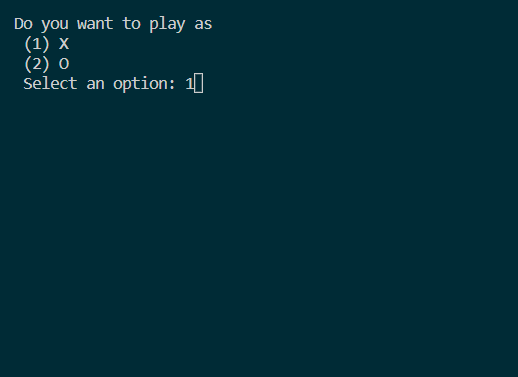 Do you want to play as
(1) X
(2) O
Select an option: 1